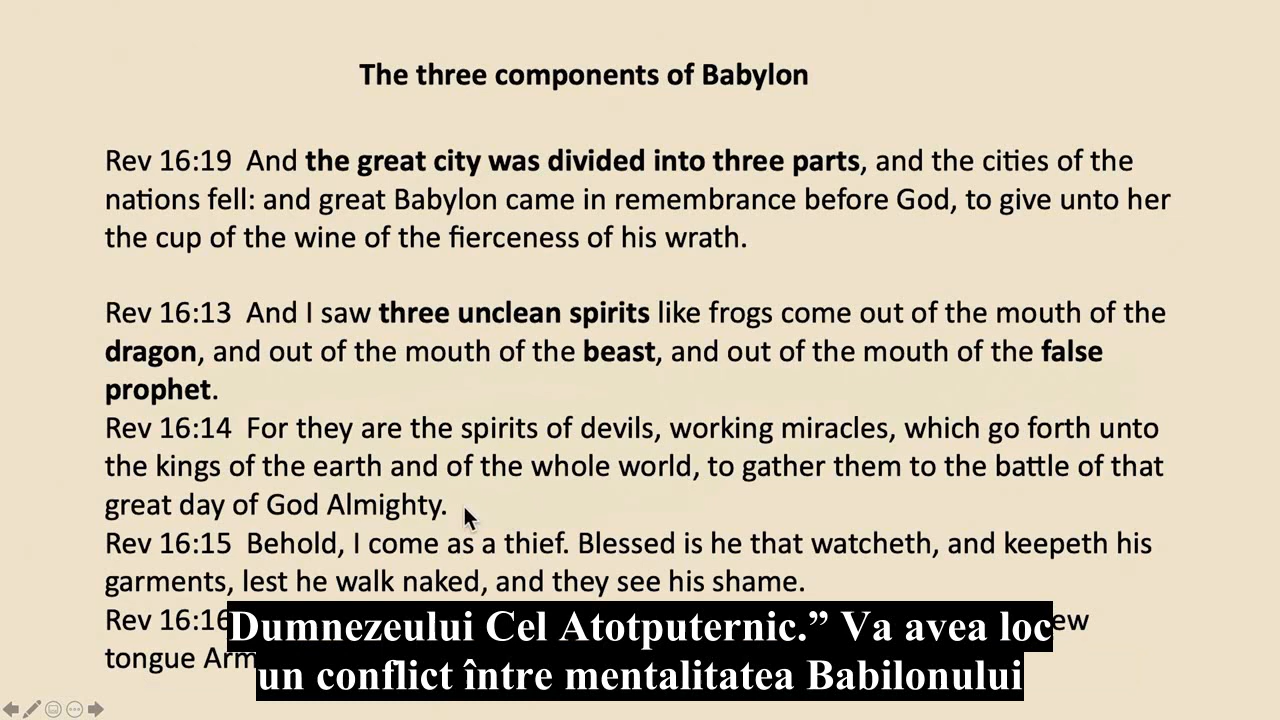 The three components of Babylon
Rev 16:19 And the great city was divided into three parts, and the cities of the
nations fell: and great Babylon came in remembrance before God, to give unto her
the cup of the wine of the fierceness of his wrath.
Rev 16:13 And I saw three unclean spirits like frogs come out of the mouth of the
dragon, and out of the mouth of the beast, and out of the mouth of the false
prophet.
Rev 16:14 For they are the spirits of devils, working miracles, which go forth unto
the kings of the earth and of the whole world, to gather them to the battle of that
great day of God Almighty.
Rev 16:15 Behold, I come as a thief. Blessed is he that watcheth, and keepeth his
garments, lest he walk naked, and they see his shame.
Rev 16:16
tongue
Dumnezeului Cel Atotputernic.” Va avea loc
un conflict între mentalitatea Babilonului